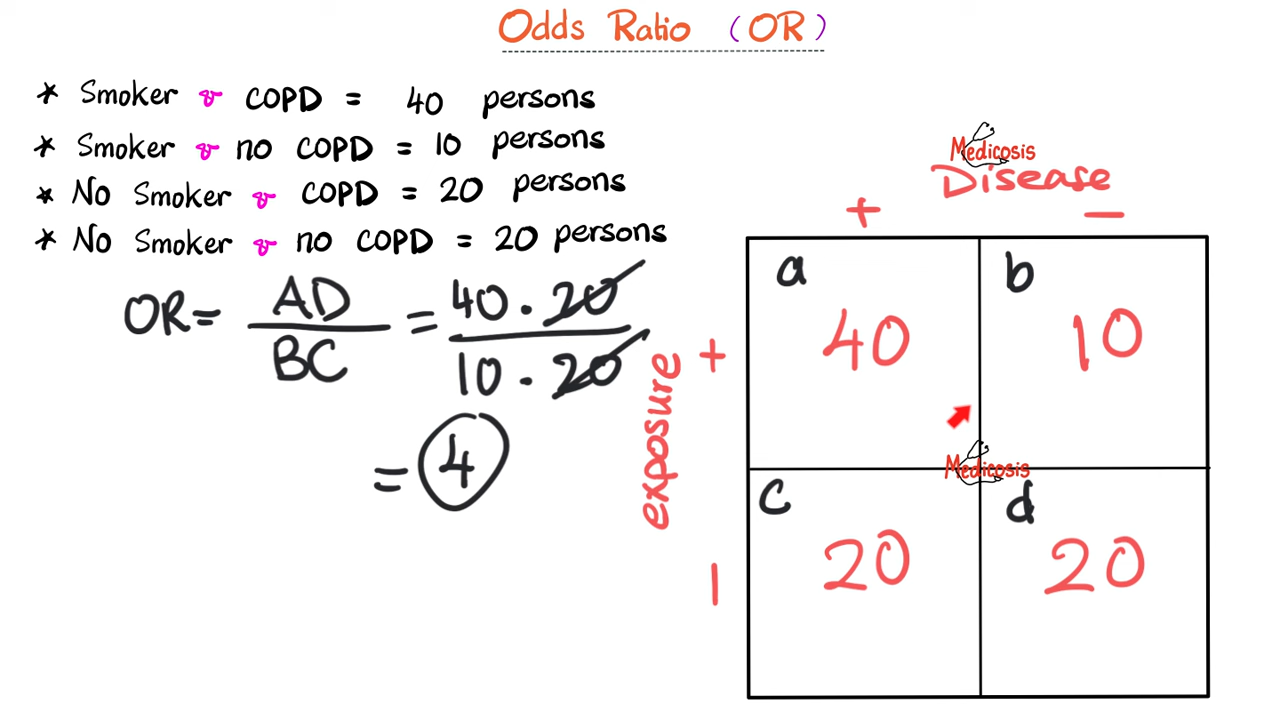 Odds Ratio (OR)
* Smoker & COPD = 40 persons
* Smoker & no COPD = 10 persons
* No Smoker & COPD = 20 persons
* No Smoker & no COPD = 20 persons
OR = AD / BC = 40 . 20 / 10 . 20
= 4
Medicosis
Disease
+ −
exposure
+
a 40
b 10
Medicosis
|
c 20
d 20